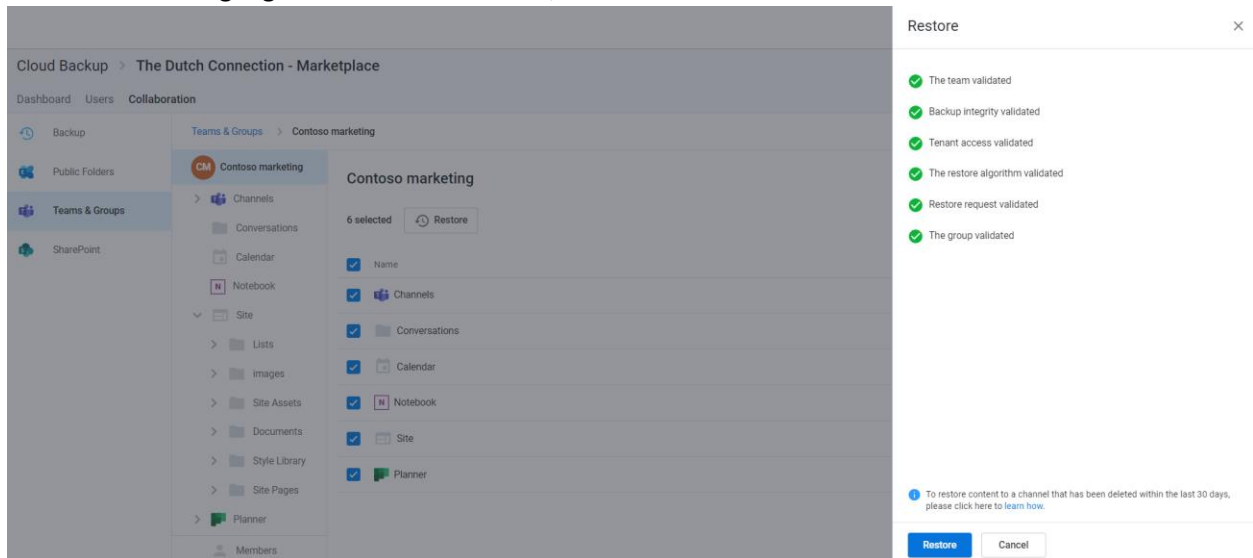 Restore
Cloud Backup > The Dutch Connection - Marketplace
Dashboard Users Collaboration
Backup
Public Folders
Teams & Groups
SharePoint
Teams & Groups > Contoso marketing
CM Contoso marketing
Channels
Conversations
Calendar
N Notebook
Site
Lists
images
Site Assets
Documents
Style Library
Site Pages
Planner
Members
Contoso marketing
6 selected Restore
Name
Channels
Conversations
Calendar
N Notebook
Site
Planner
The team validated
Backup integrity validated
Tenant access validated
The restore algorithm validated
Restore request validated
The group validated
To restore content to a channel that has been deleted within the last 30 days,
please click here to learn how.
Restore Cancel